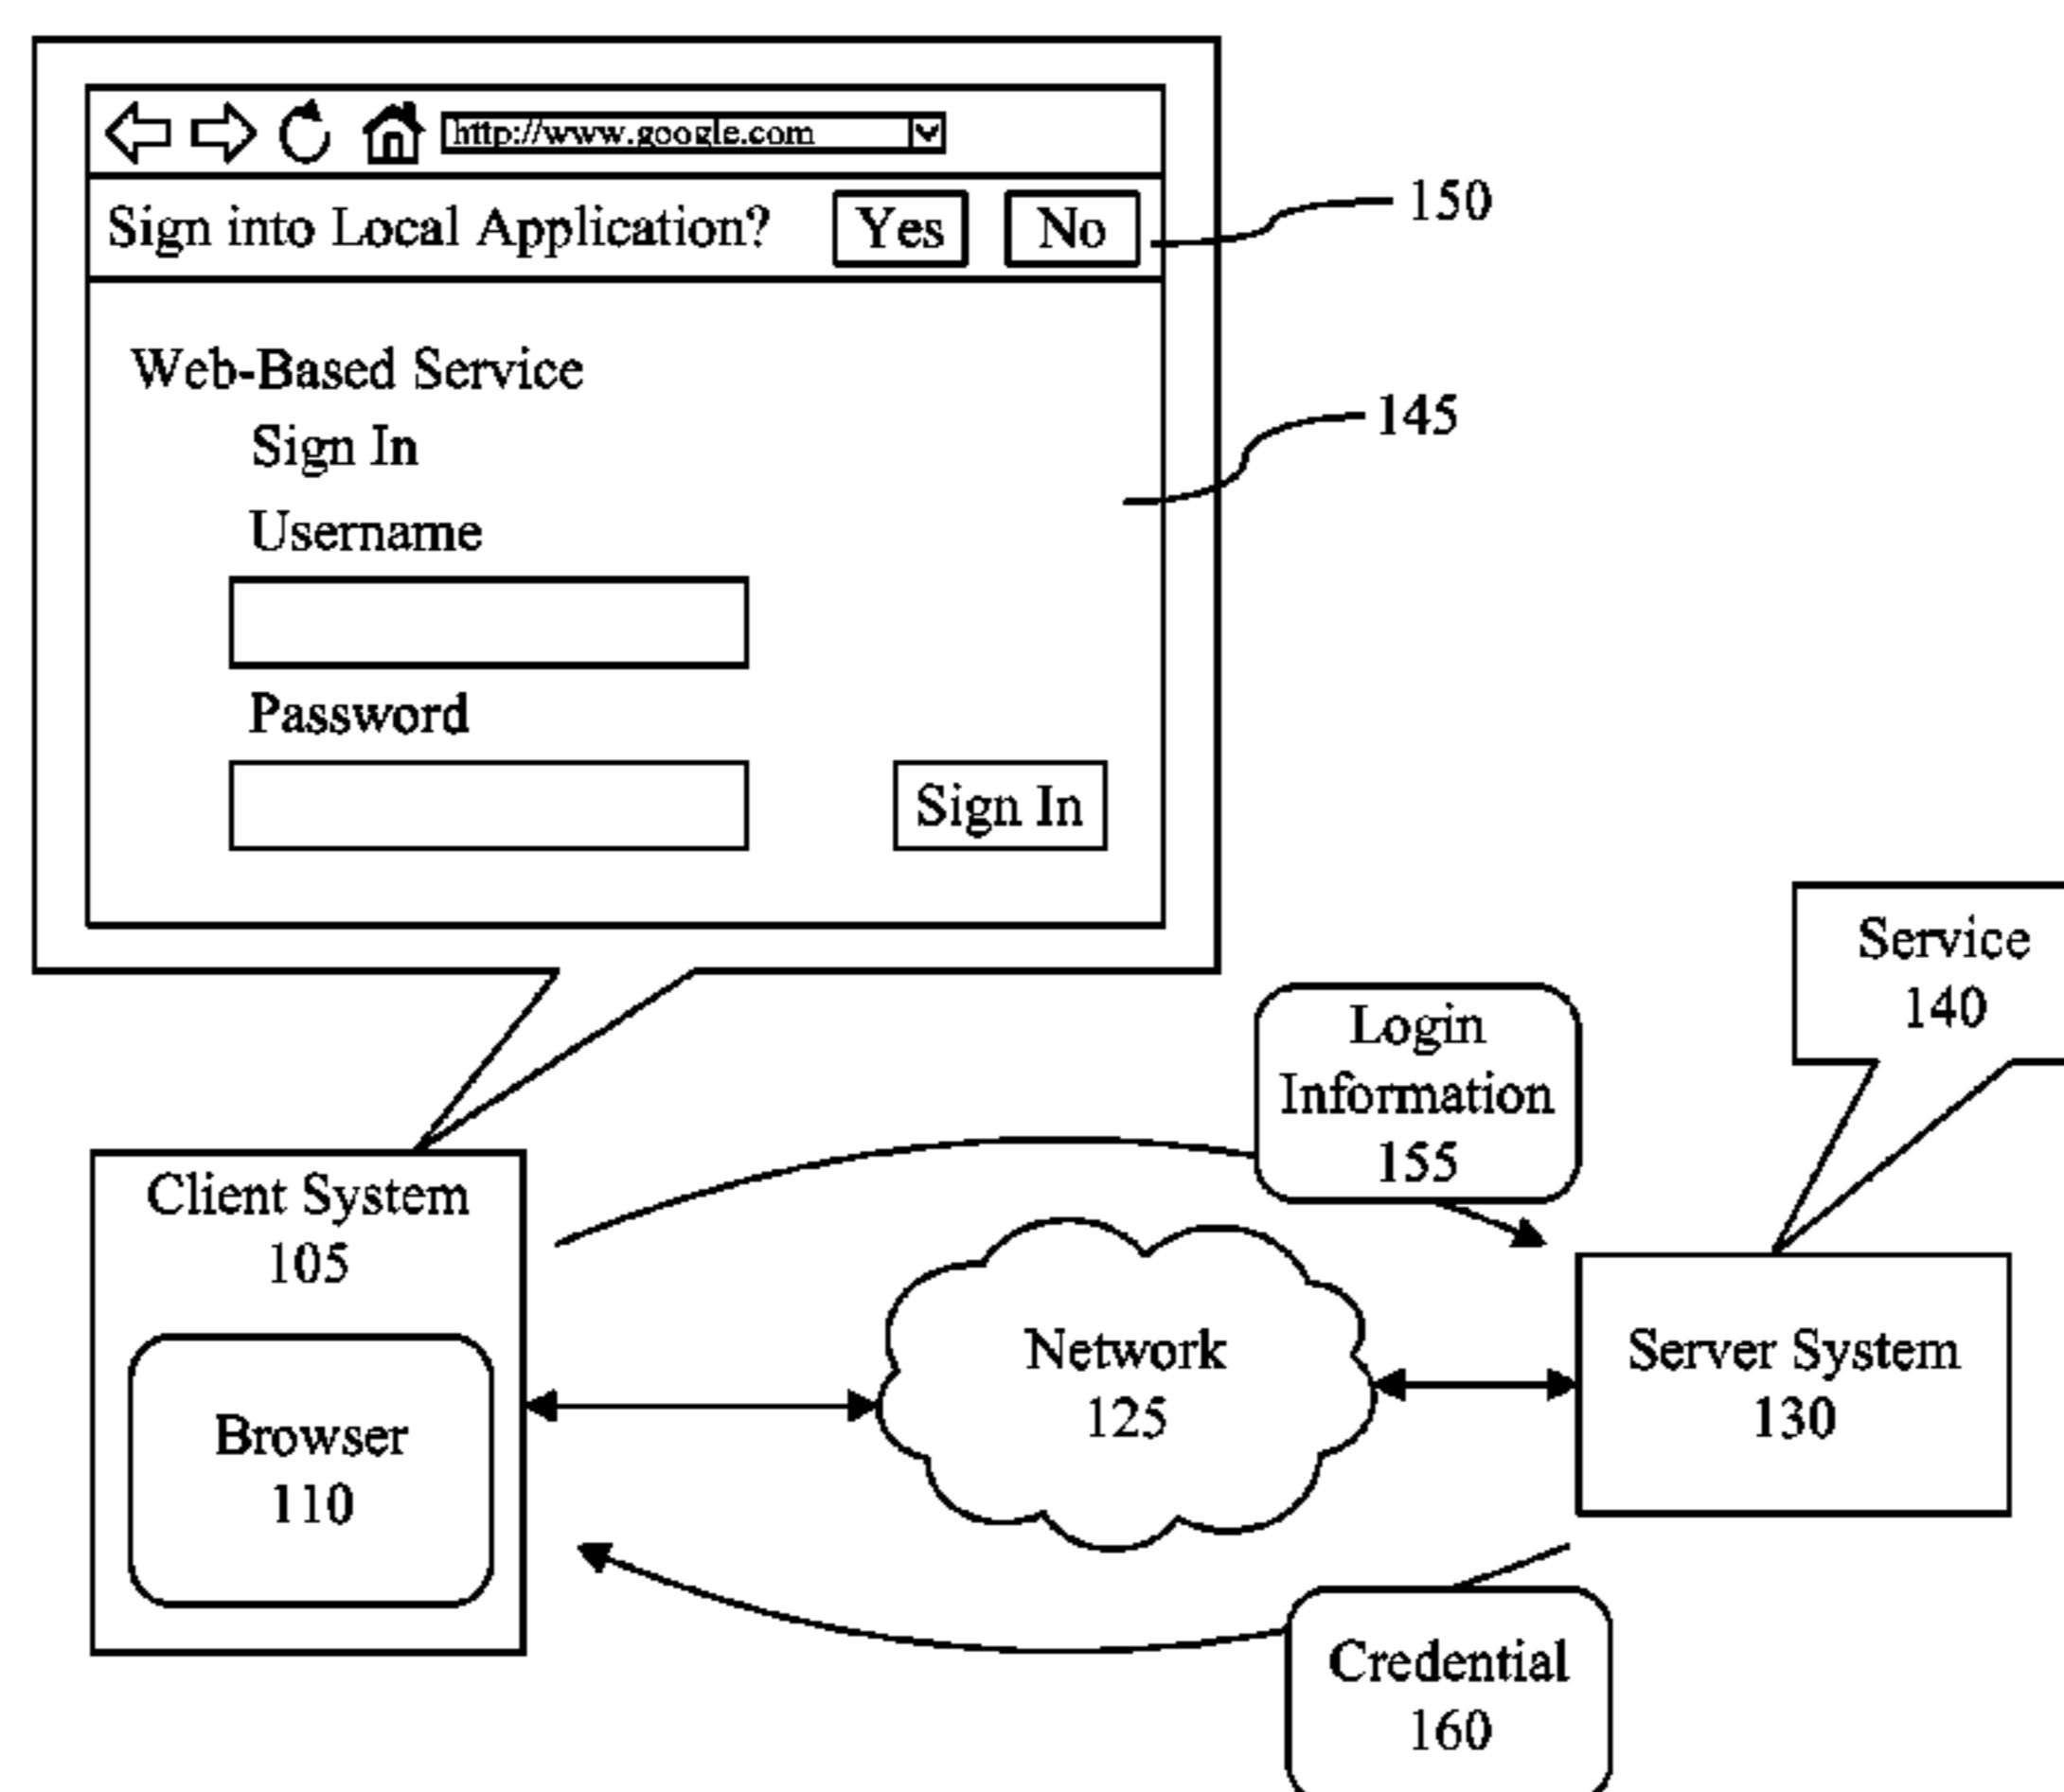 http://www.google.com
Sign into Local Application? Yes No
150
Web-Based Service
145
Sign In
Username
Password
Sign In
Service
140
Login
Information
155
Client System
105
Browser
110
Network
125
Server System
130
Credential
160